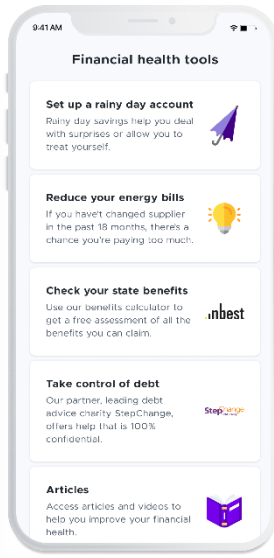 9:41 AM
Financial health tools
Set up a rainy day account
Rainy day savings help you deal
with surprises or allow you to
treat yourself.
Reduce your energy bills
If you have't changed supplier
in the past 18 months, there's a
chance you're paying too much.
Check your state benefits
Use our benefits calculator to
get a free assessment of all the
benefits you can claim.
inbest
Take control of debt
Our partner, leading debt
advice charity StepChange,
offers help that is 100%
confidential.
StepChange
Articles
Access articles and videos to
help you improve your financial
health.